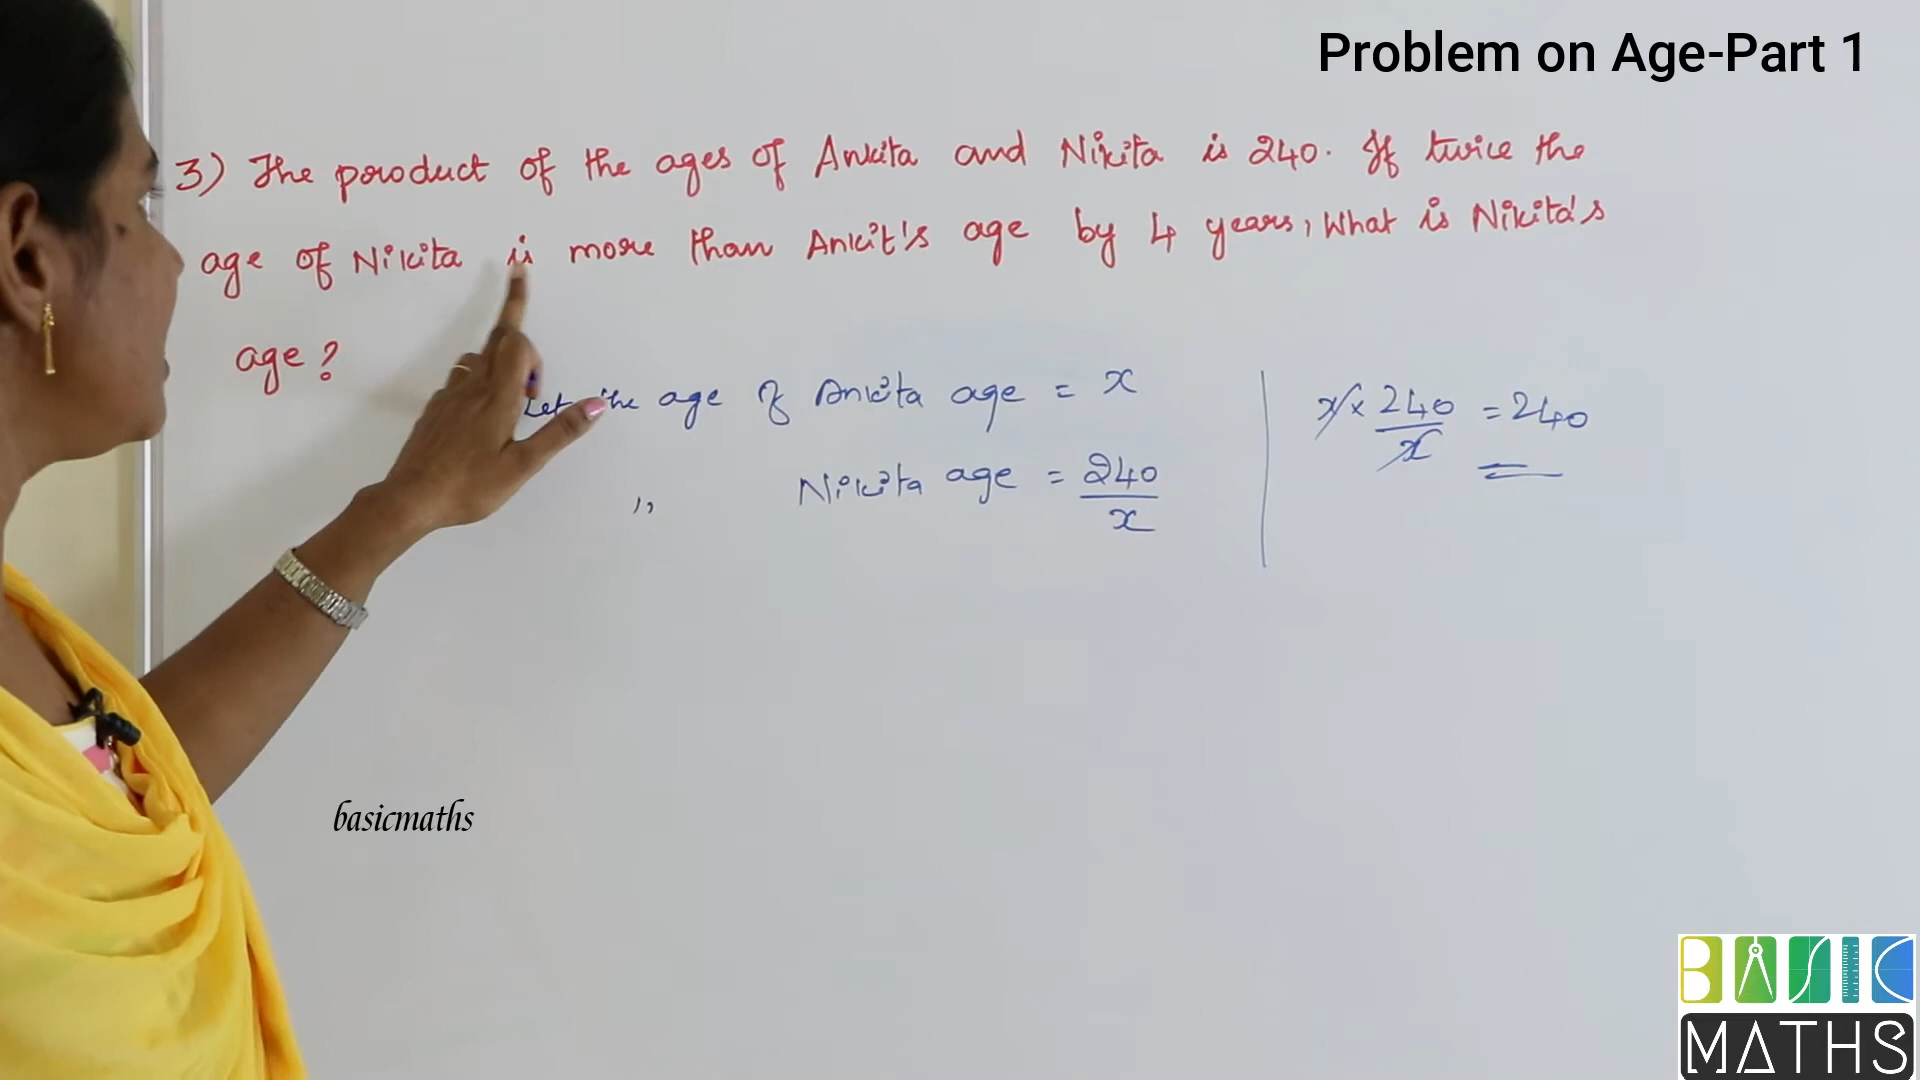 Problem on Age-Part 1
3) The product of the ages of Ankita and Nikita is 240. If twice the
age of Nikita is more than Ankit's age by 4 years, What is Nikita's
age?
Let the age of Ankita age = x
,, Nikita age = 240/x
x × 240/x = 240
basicmaths
BASIC
MATHS